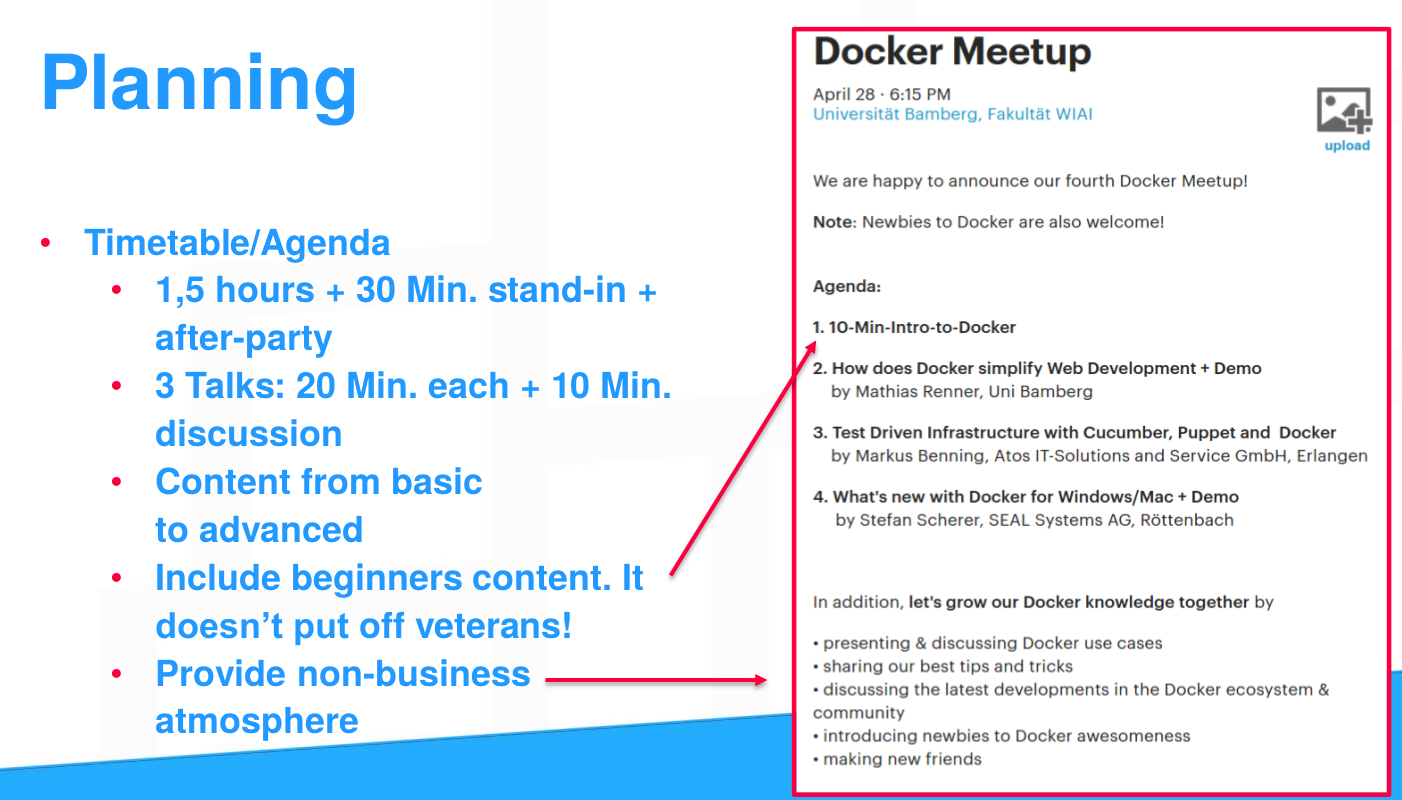 Planning
• Timetable/Agenda
• 1,5 hours + 30 Min. stand-in +
after-party
• 3 Talks: 20 Min. each + 10 Min.
discussion
• Content from basic
to advanced
• Include beginners content. It
doesn’t put off veterans!
• Provide non-business
atmosphere
Docker Meetup
April 28 · 6:15 PM
Universität Bamberg, Fakultät WIAI
upload
We are happy to announce our fourth Docker Meetup!
Note: Newbies to Docker are also welcome!
Agenda:
1. 10-Min-Intro-to-Docker
2. How does Docker simplify Web Development + Demo
by Mathias Renner, Uni Bamberg
3. Test Driven Infrastructure with Cucumber, Puppet and Docker
by Markus Benning, Atos IT-Solutions and Service GmbH, Erlangen
4. What's new with Docker for Windows/Mac + Demo
by Stefan Scherer, SEAL Systems AG, Röttenbach
In addition, let's grow our Docker knowledge together by
• presenting & discussing Docker use cases
• sharing our best tips and tricks
• discussing the latest developments in the Docker ecosystem &
community
• introducing newbies to Docker awesomeness
• making new friends